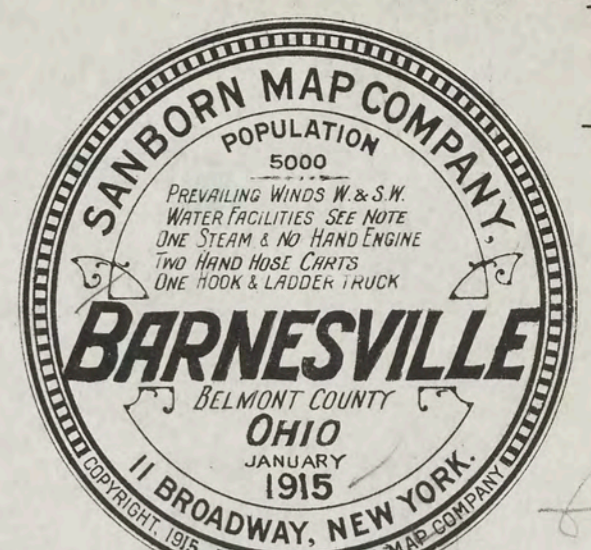 SANBORN MAP COMPANY,
POPULATION
5000
PREVAILING WINDS W. & S.W.
WATER FACILITIES SEE NOTE
ONE STEAM & NO HAND ENGINE
TWO HAND HOSE CARTS
ONE HOOK & LADDER TRUCK
BARNESVILLE
BELMONT COUNTY
OHIO
JANUARY
1915
11 BROADWAY, NEW YORK.
COPYRIGHT, 1915
MAP COMPANY